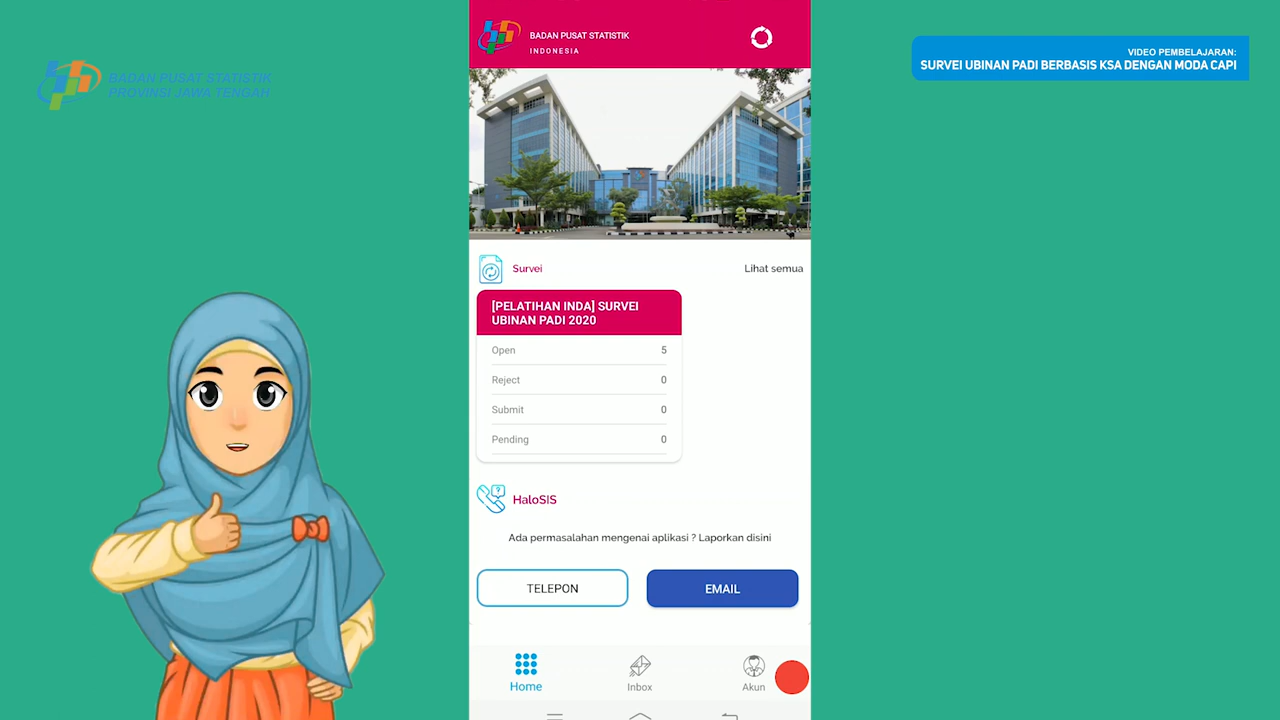 BADAN PUSAT STATISTIK
PROVINSI JAWA TENGAH
BADAN PUSAT STATISTIK
INDONESIA
VIDEO PEMBELAJARAN:
SURVEI UBINAN PADI BERBASIS KSA DENGAN MODA CAPI
Survei
Lihat semua
[PELATIHAN INDA] SURVEI
UBINAN PADI 2020
Open 5
Reject 0
Submit 0
Pending 0
HaloSIS
Ada permasalahan mengenai aplikasi ? Laporkan disini
TELEPON
EMAIL
Home
Inbox
Akun